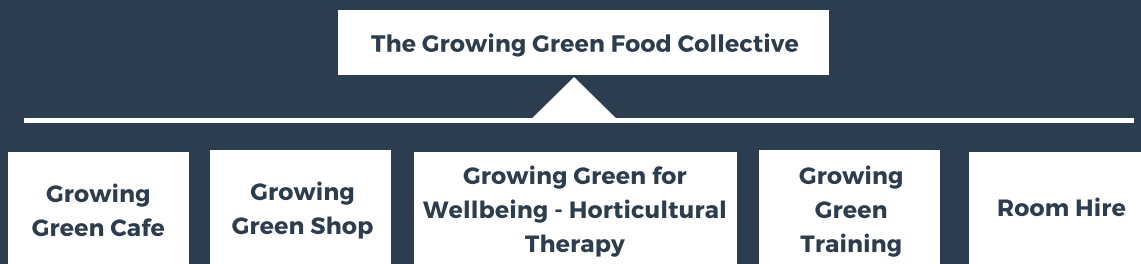 The Growing Green Food Collective
Growing
Green Cafe
Growing
Green Shop
Growing Green for
Wellbeing - Horticultural
Therapy
Growing
Green
Training
Room Hire